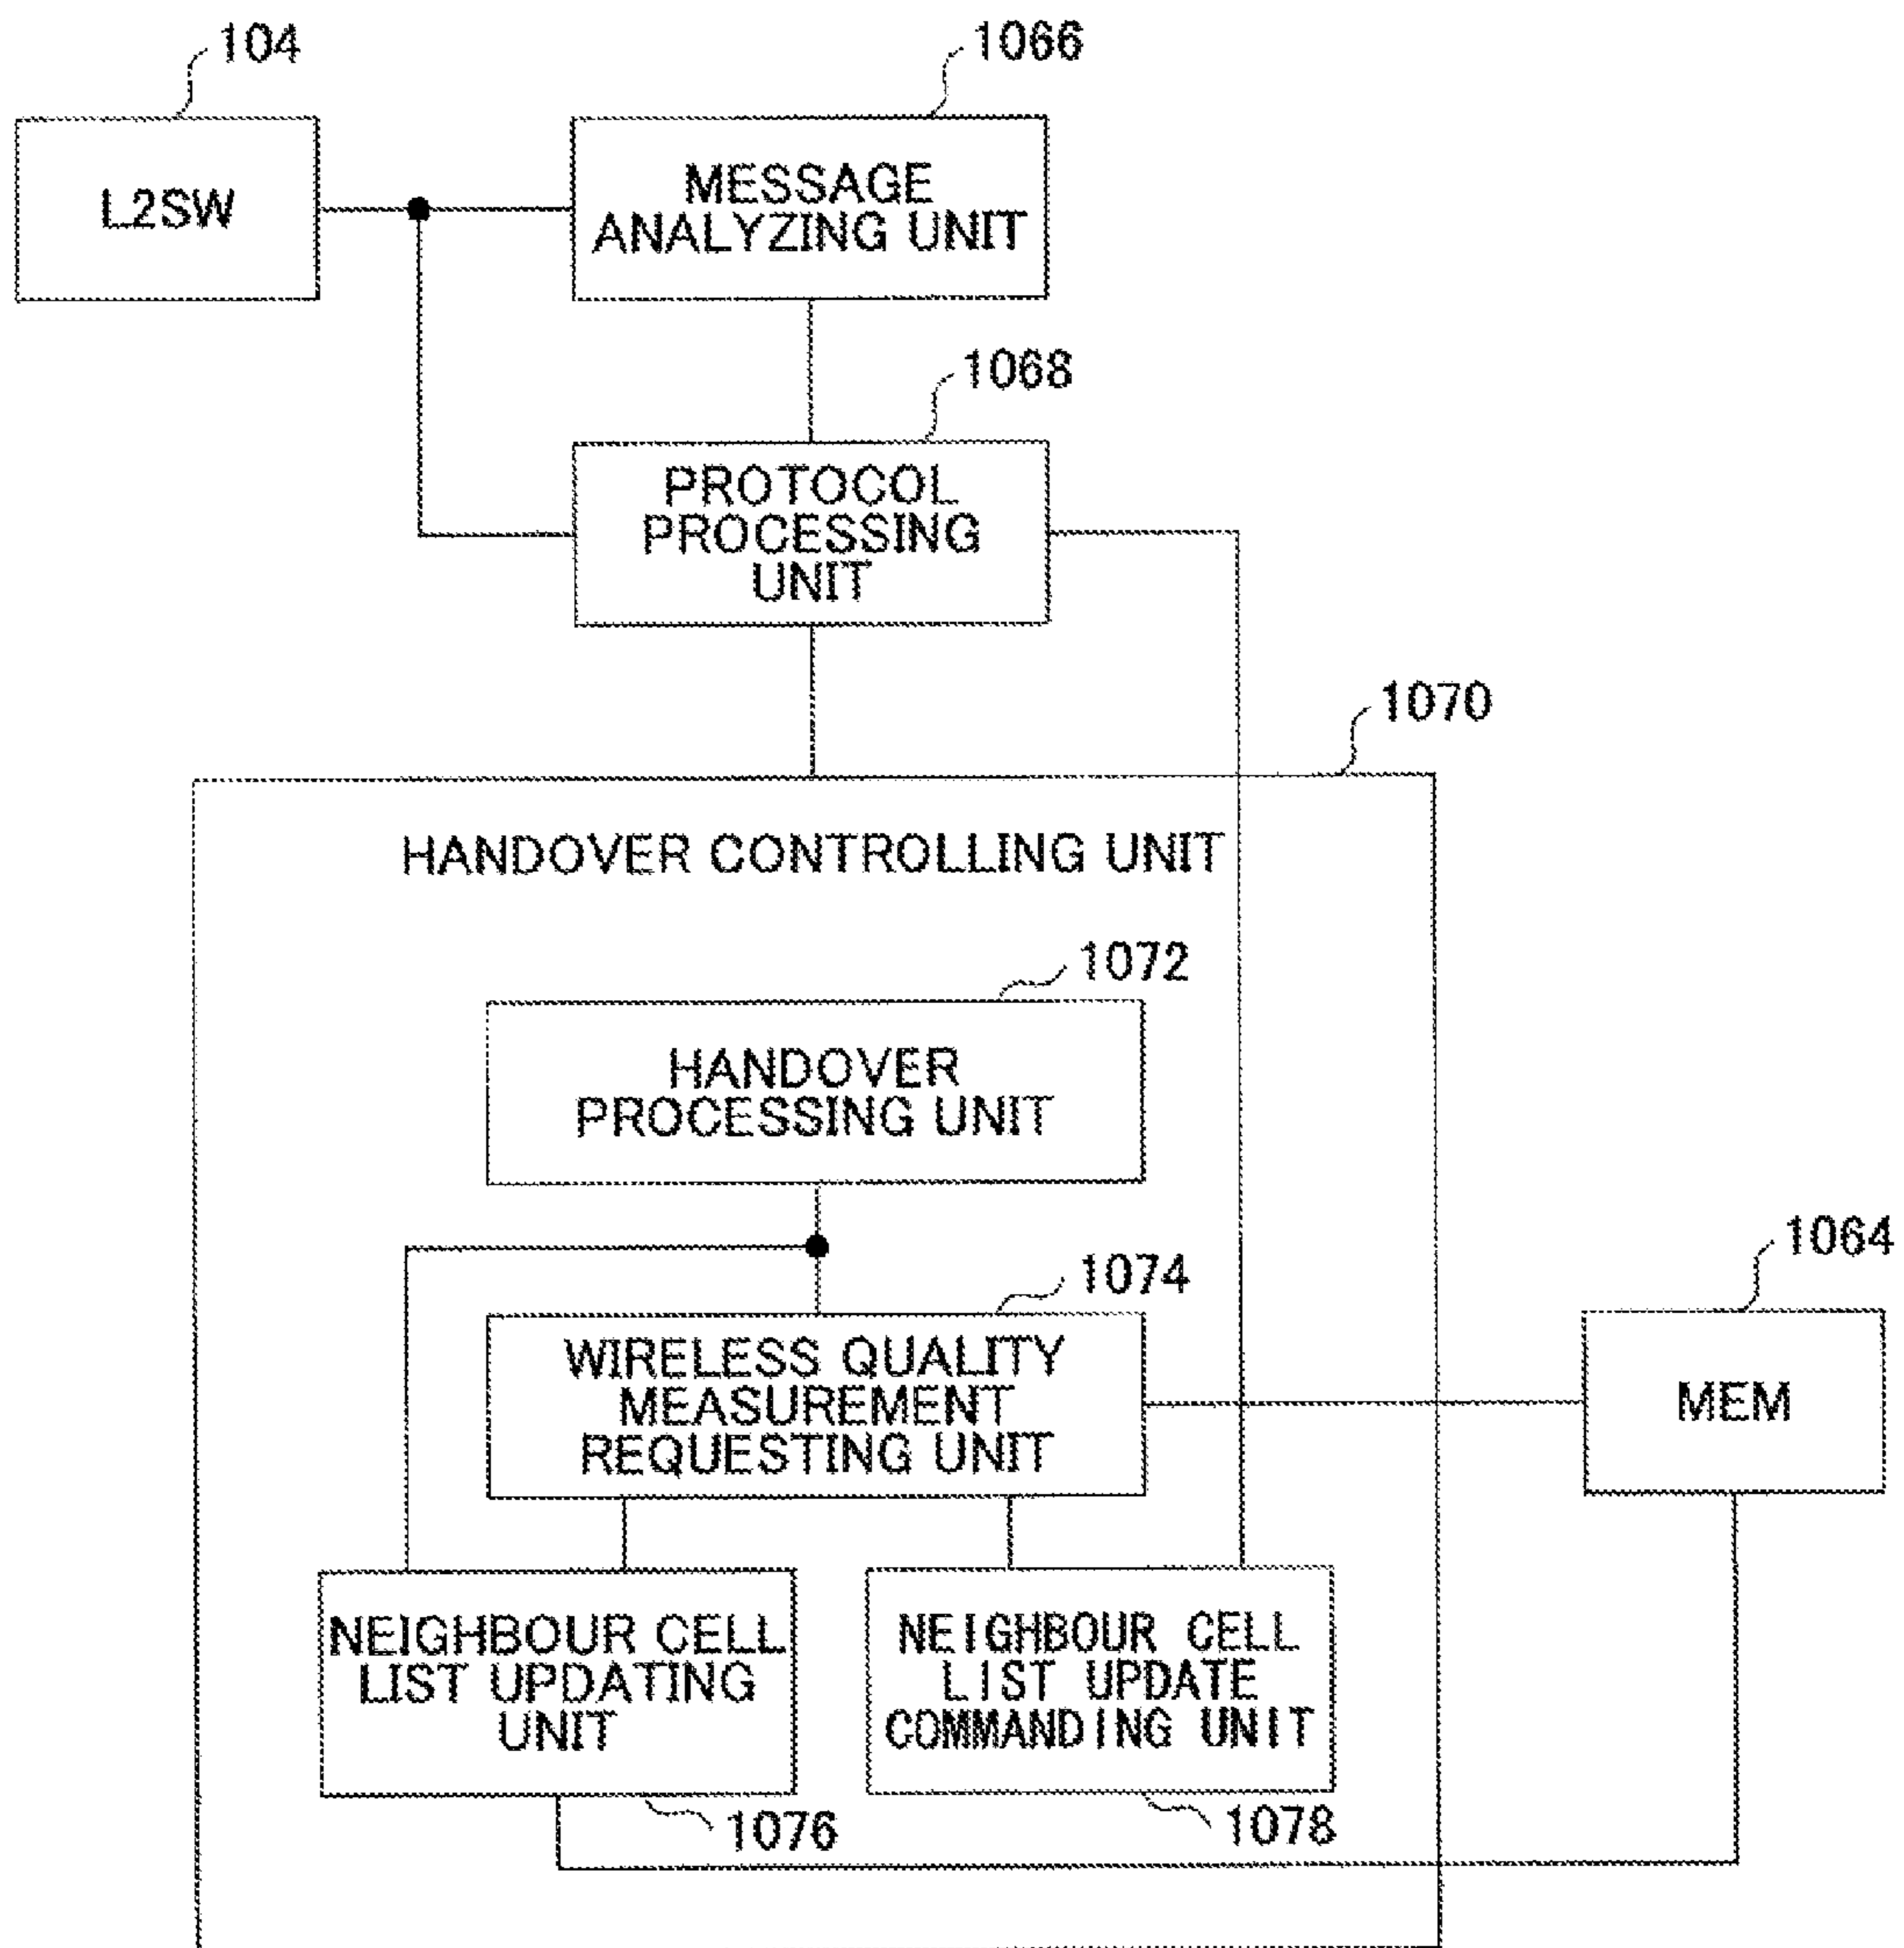 104
1066
L2SW
MESSAGE
ANALYZING UNIT
1068
PROTOCOL
PROCESSING
UNIT
1070
HANDOVER CONTROLLING UNIT
1072
HANDOVER
PROCESSING UNIT
1064
1074
WIRELESS QUALITY
MEASUREMENT
REQUESTING UNIT
MEM
NEIGHBOUR CELL
LIST UPDATING
UNIT
NEIGHBOUR CELL
LIST UPDATE
COMMANDING UNIT
1076
1078